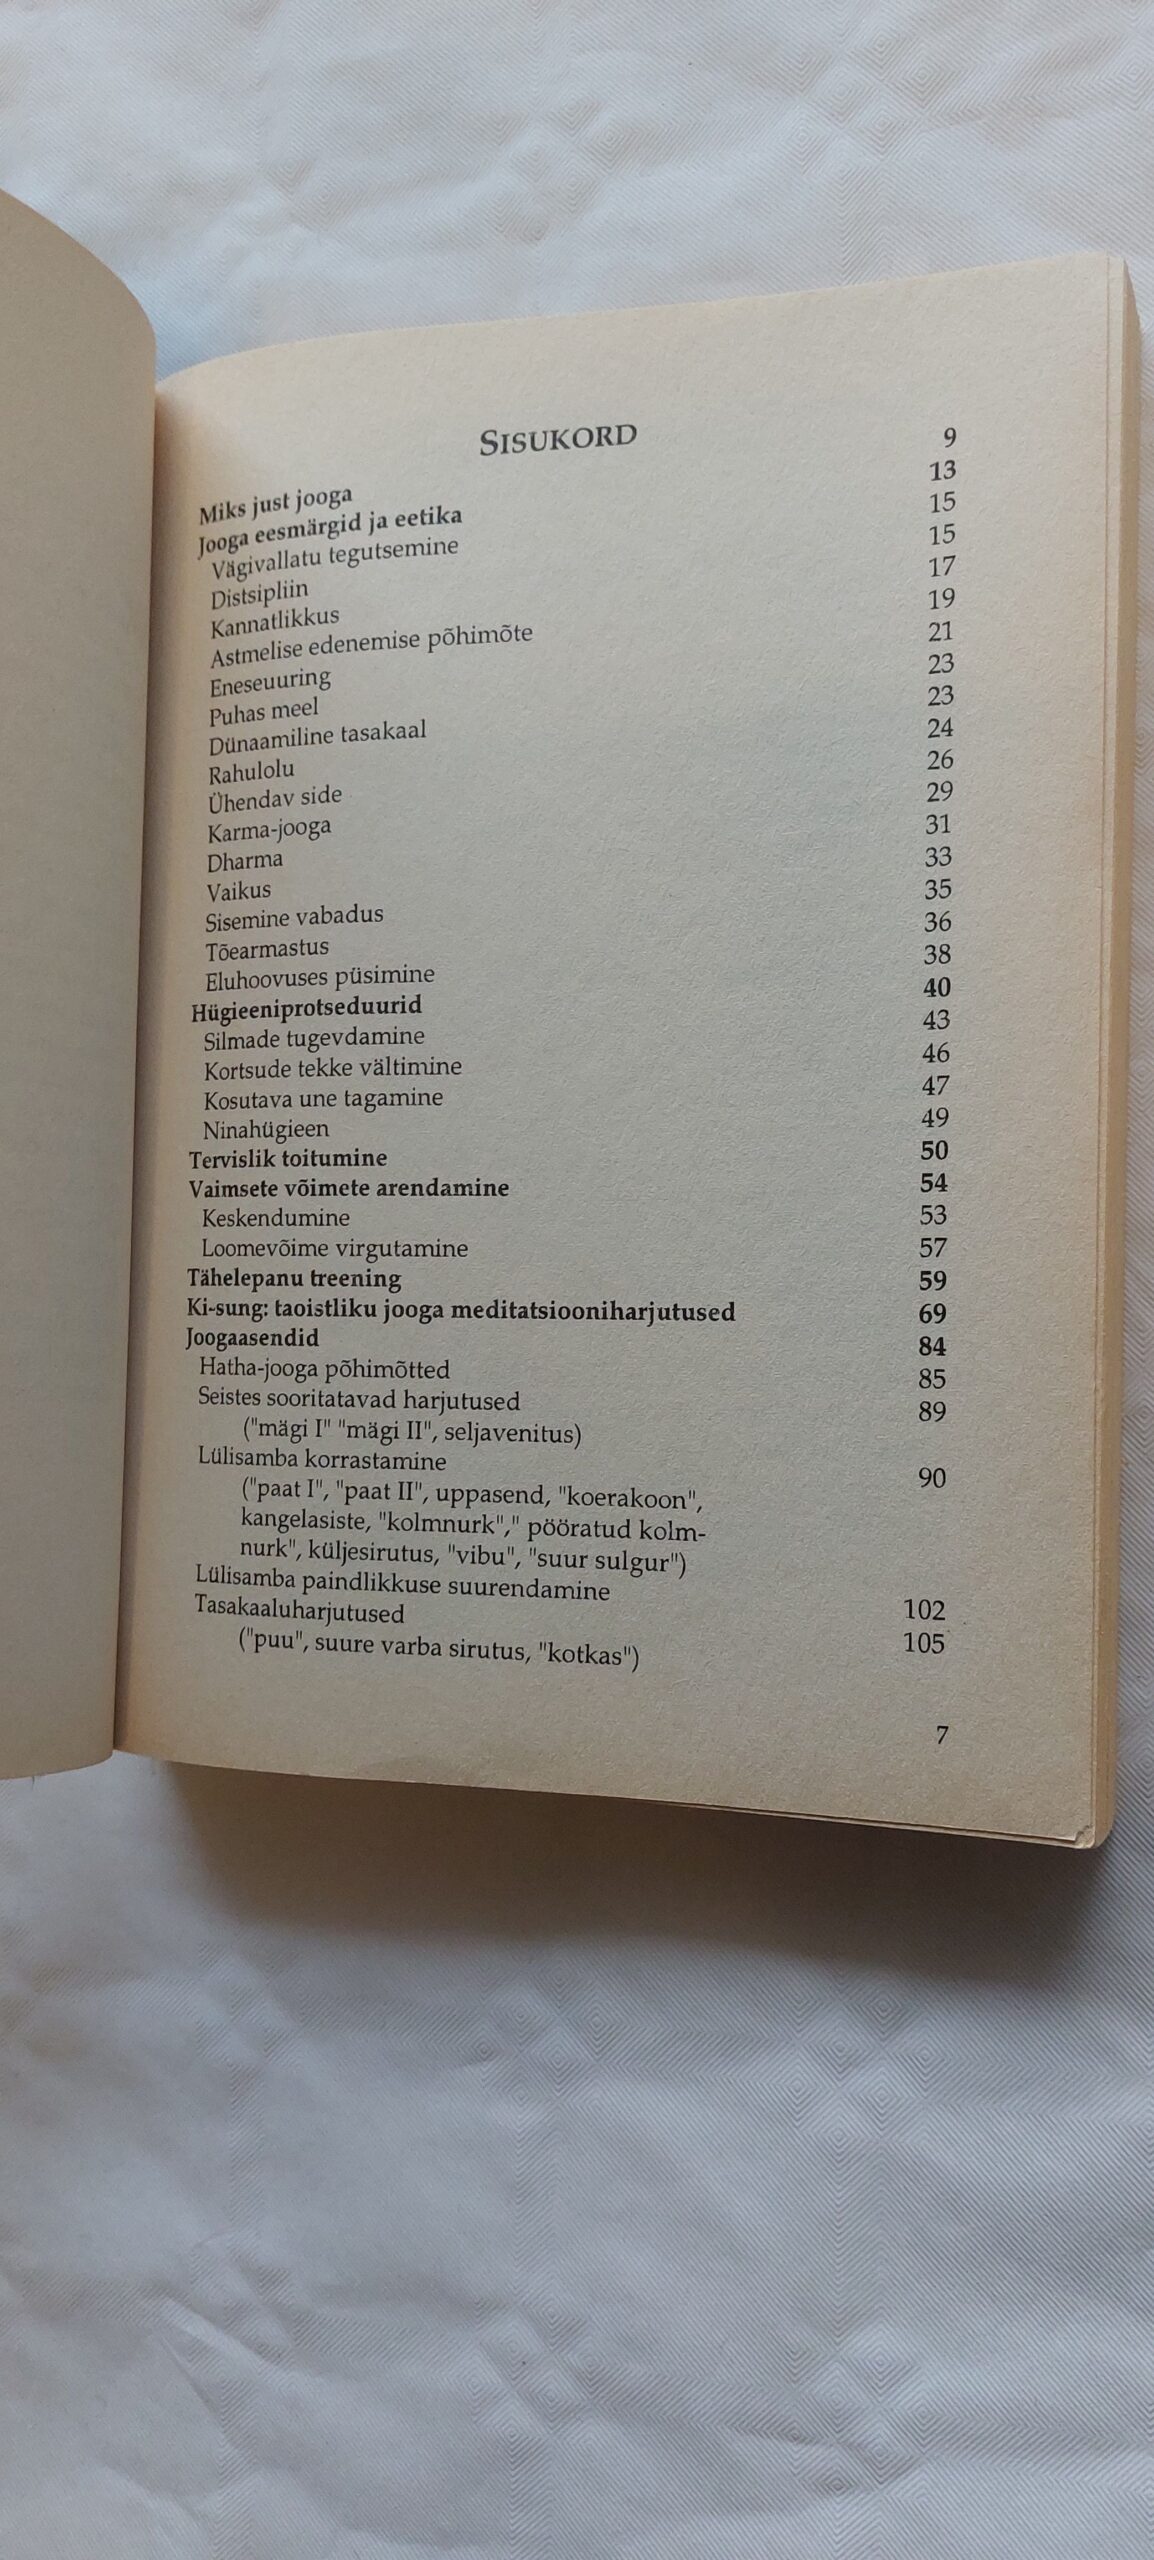 SISUKORD
Miks just jooga 9
Jooga eesmärgid ja eetika 13
Vägivallatu tegutsemine 15
Distsipliin 15
Kannatlikkus 17
Astmelise edenemise põhimõte 19
Eneseuuring 21
Puhas meel 23
Dünaamiline tasakaal 23
Rahulolu 24
Ühendav side 26
Karma-jooga 29
Dharma 31
Vaikus 33
Sisemine vabadus 35
Tõearmastus 36
Eluhoovuses püsimine 38
Hügieeniprotseduurid 40
Silmade tugevdamine 43
Kortsude tekke vältimine 46
Kosutava une tagamine 47
Ninahügieen 49
Tervislik toitumine 50
Vaimsete võimete arendamine 54
Keskendumine 53
Loomevõime virgutamine 57
Tähelepanu treening 59
Ki-sung: taoistliku jooga meditatsiooniharjutused 69
Joogaasendid 84
Hatha-jooga põhimõtted 85
Seistes sooritatavad harjutused 89
("mägi I" "mägi II", seljavenitus)
Lülisamba korrastamine 90
("paat I", "paat II", uppasend, "koerakoon",
kangelasiste, "kolmnurk"," pööratud kolm-
nurk", küljesirutus, "vibu", "suur sulgur")
Lülisamba paindlikkuse suurendamine 102
Tasakaaluharjutused 105
("puu", suure varba sirutus, "kotkas")
7